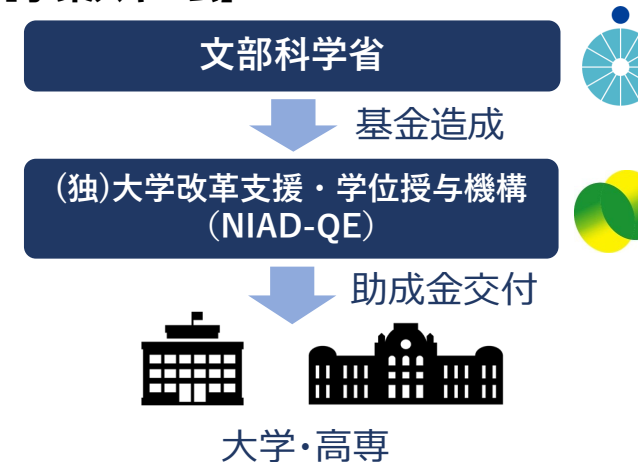 文部科学省
基金造成
(独)大学改革支援・学位授与機構
(NIAD-QE)
助成金交付
大学・高専